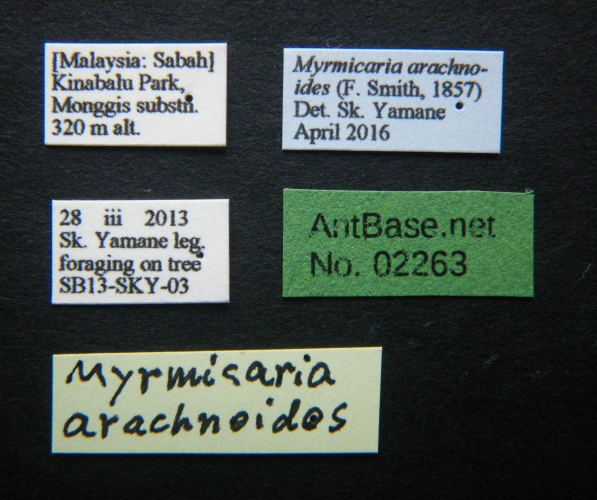 [Malaysia: Sabah]
Kinabalu Park,
Monggis substn.
320 m alt.
Myrmicaria arachno-
ides (F. Smith, 1857)
Det. Sk. Yamane
April 2016
28 iii 2013
Sk. Yamane leg.
foraging on tree
SB13-SKY-03
AntBase.net
No. 02263
Myrmicaria
arachnoides